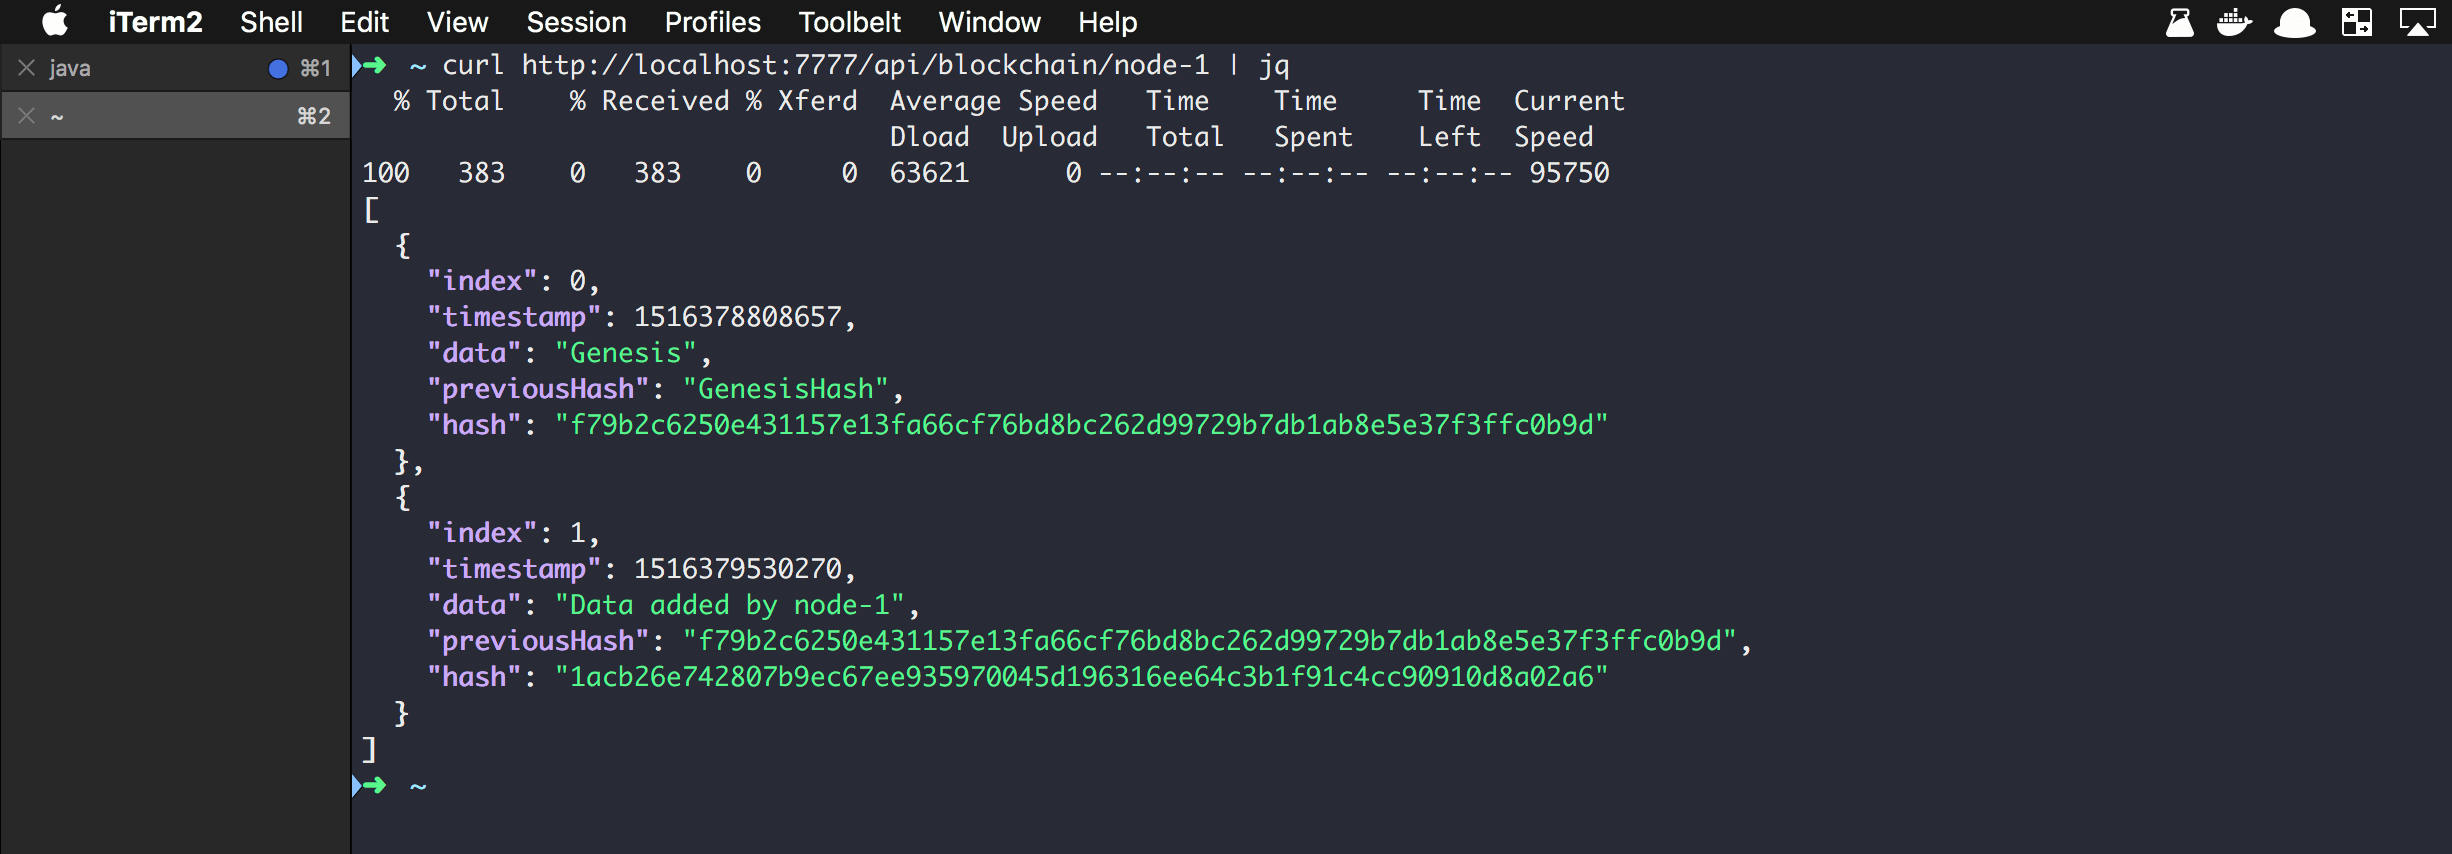 iTerm2 Shell Edit View Session Profiles Toolbelt Window Help
java ⌘1
~ ⌘2
➜ ~ curl http://localhost:7777/api/blockchain/node-1 | jq
% Total % Received % Xferd Average Speed Time Time Time Current
Dload Upload Total Spent Left Speed
100 383 0 383 0 0 63621 0 --:--:-- --:--:-- --:--:-- 95750
[
{
"index": 0,
"timestamp": 1516378808657,
"data": "Genesis",
"previousHash": "GenesisHash",
"hash": "f79b2c6250e431157e13fa66cf76bd8bc262d99729b7db1ab8e5e37f3ffc0b9d"
},
{
"index": 1,
"timestamp": 1516379530270,
"data": "Data added by node-1",
"previousHash": "f79b2c6250e431157e13fa66cf76bd8bc262d99729b7db1ab8e5e37f3ffc0b9d",
"hash": "1acb26e742807b9ec67ee935970045d196316ee64c3b1f91c4cc90910d8a02a6"
}
]
➜ ~